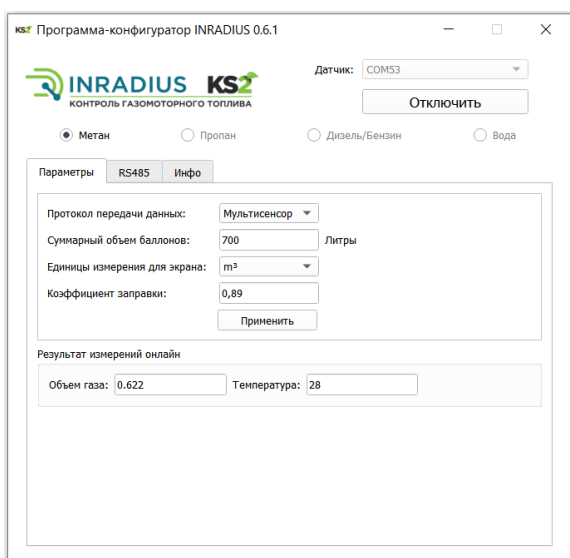 KS2 Программа-конфигуратор INRADIUS 0.6.1
Датчик: COM53
INRADIUS KS2
КОНТРОЛЬ ГАЗОМОТОРНОГО ТОПЛИВА
Отключить
Метан Пропан Дизель/Бензин Вода
Параметры RS485 Инфо
Протокол передачи данных: Мультисенсор
Суммарный объем баллонов: 700 Литры
Единицы измерения для экрана: m³
Коэффициент заправки: 0,89
Применить
Результат измерений онлайн
Объем газа: 0.622 Температура: 28